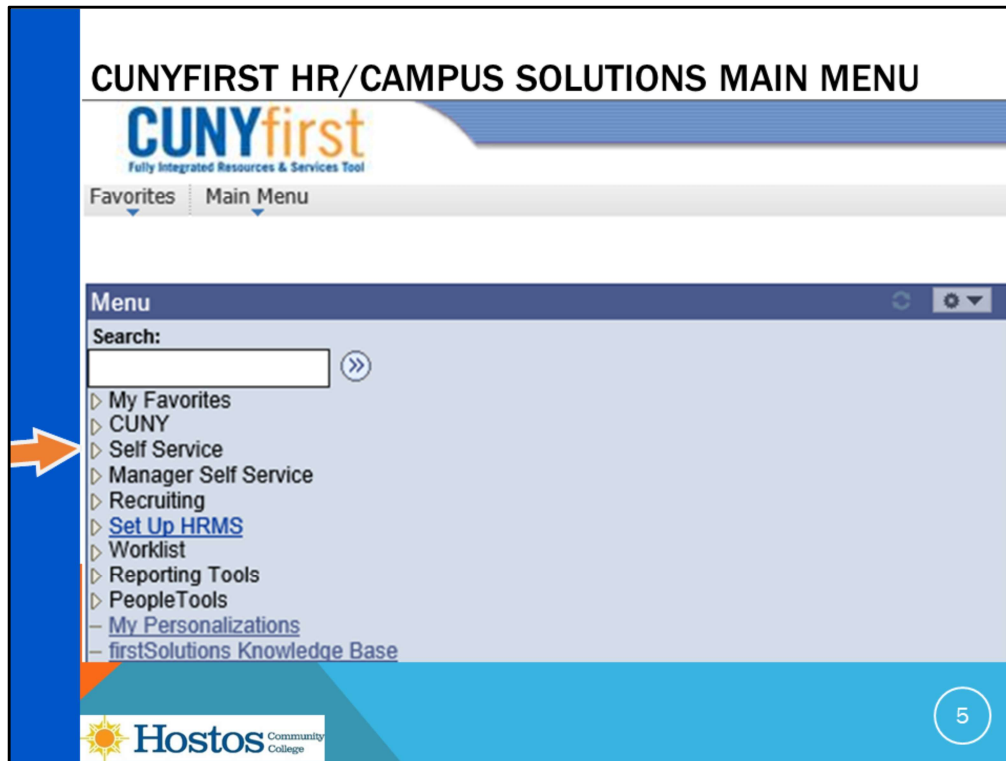 CUNYFIRST HR/CAMPUS SOLUTIONS MAIN MENU
CUNYfirst
Fully Integrated Resources & Services Tool
Favorites Main Menu
Menu
Search:
My Favorites
CUNY
Self Service
Manager Self Service
Recruiting
Set Up HRMS
Worklist
Reporting Tools
PeopleTools
My Personalizations
firstSolutions Knowledge Base
5
Hostos Community College